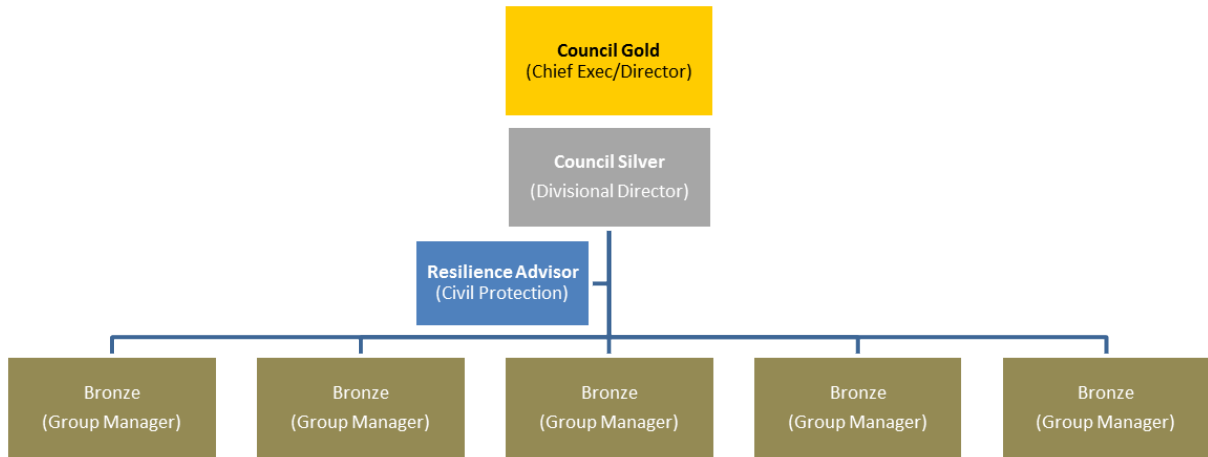 Council Gold
(Chief Exec/Director)
Council Silver
(Divisional Director)
Resilience Advisor
(Civil Protection)
Bronze
(Group Manager)
Bronze
(Group Manager)
Bronze
(Group Manager)
Bronze
(Group Manager)
Bronze
(Group Manager)